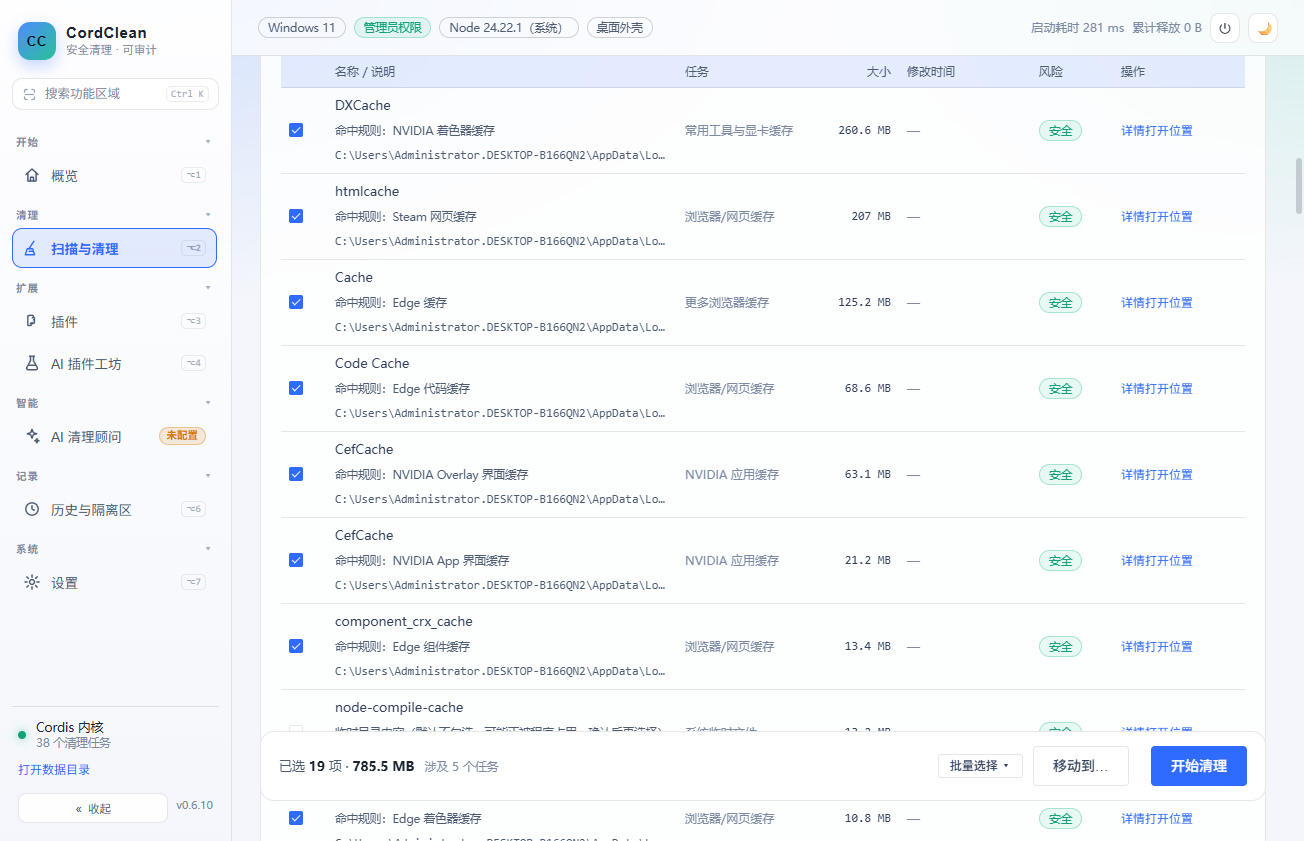 CC
CordClean
安全清理 · 可审计
搜索功能区域
Ctrl K
开始
概览
⌥1
清理
扫描与清理
⌥2
扩展
插件
⌥3
AI 插件工坊
⌥4
智能
AI 清理顾问
未配置
记录
历史与隔离区
⌥6
系统
设置
⌥7
Cordis 内核
38 个清理任务
打开数据目录
« 收起
v0.6.10
Windows 11
管理员权限
Node 24.22.1（系统）
桌面外壳
启动耗时 281 ms 累计释放 0 B
名称 / 说明 任务 大小 修改时间 风险 操作
DXCache
命中规则：NVIDIA 着色器缓存 常用工具与显卡缓存 260.6 MB — 安全 详情打开位置
C:\Users\Administrator.DESKTOP-B166QN2\AppData\Lo…
htmlcache
命中规则：Steam 网页缓存 浏览器/网页缓存 207 MB — 安全 详情打开位置
C:\Users\Administrator.DESKTOP-B166QN2\AppData\Lo…
Cache
命中规则：Edge 缓存 更多浏览器缓存 125.2 MB — 安全 详情打开位置
C:\Users\Administrator.DESKTOP-B166QN2\AppData\Lo…
Code Cache
命中规则：Edge 代码缓存 浏览器/网页缓存 68.6 MB — 安全 详情打开位置
C:\Users\Administrator.DESKTOP-B166QN2\AppData\Lo…
CefCache
命中规则：NVIDIA Overlay 界面缓存 NVIDIA 应用缓存 63.1 MB — 安全 详情打开位置
C:\Users\Administrator.DESKTOP-B166QN2\AppData\Lo…
CefCache
命中规则：NVIDIA App 界面缓存 NVIDIA 应用缓存 21.2 MB — 安全 详情打开位置
C:\Users\Administrator.DESKTOP-B166QN2\AppData\Lo…
component_crx_cache
命中规则：Edge 组件缓存 浏览器/网页缓存 13.4 MB — 安全 详情打开位置
C:\Users\Administrator.DESKTOP-B166QN2\AppData\Lo…
node-compile-cache
已选 19 项 · 785.5 MB 涉及 5 个任务
批量选择
移动到…
开始清理
命中规则：Edge 着色器缓存 浏览器/网页缓存 10.8 MB — 安全 详情打开位置